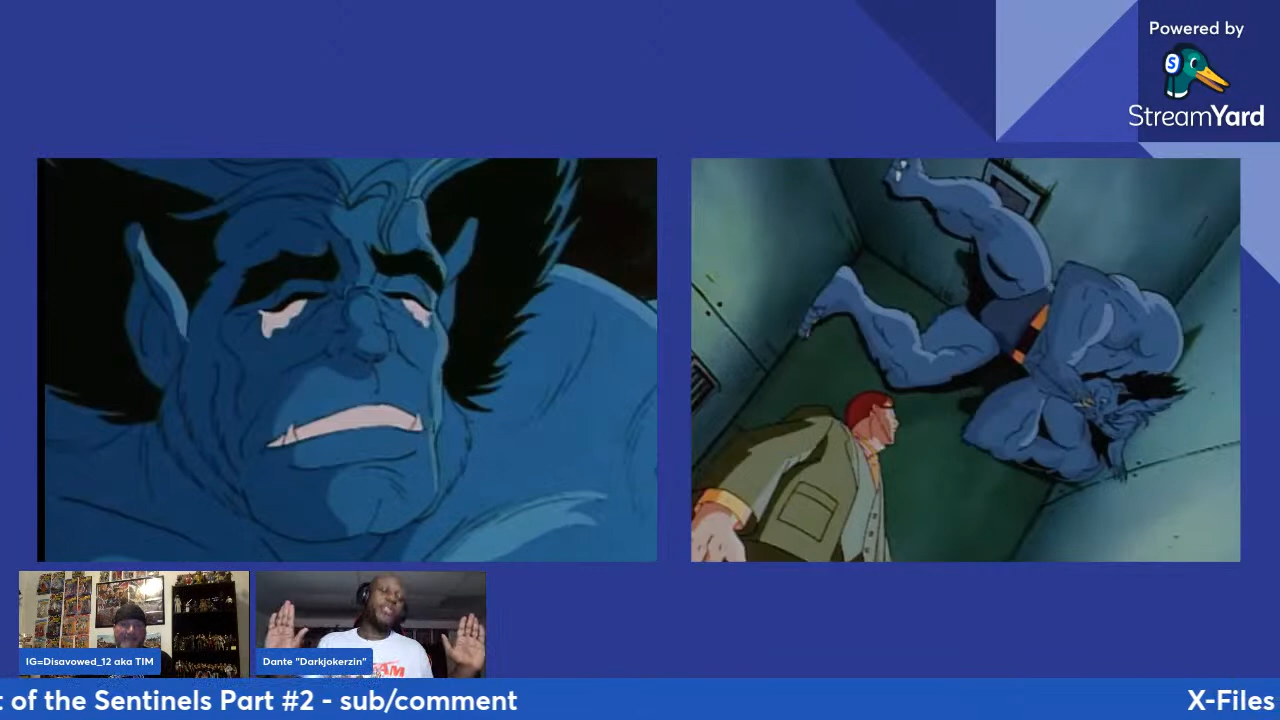 Powered by
S
StreamYard
IG=Disavowed_12 aka TIM
Dante "Darkjokerzin"
of the Sentinels Part #2 - sub/comment
X-Files